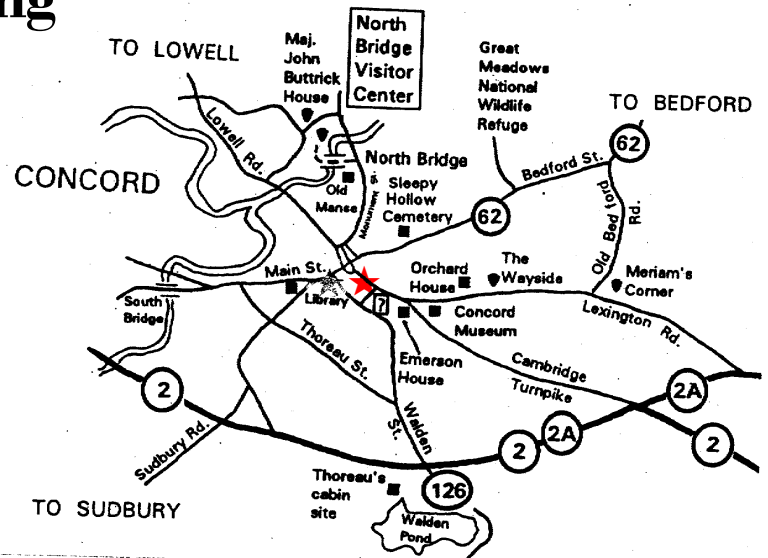 ng
TO LOWELL
Maj.
John
Buttrick
House
North
Bridge
Visitor
Center
Great
Meadows
National
Wildlife
Refuge
TO BEDFORD
62
Lowell Rd.
CONCORD
North Bridge
Old
Manse
Monument St.
Sleepy
Hollow
Cemetery
62
Bedford St.
Old Bedford
Rd.
Main St.
Library
South
Bridge
?
Orchard
House
The
Wayside
Meriam's
Corner
Lexington Rd.
Concord
Museum
Emerson
House
Thoreau St.
Cambridge
Turnpike
Walden
St.
2
2A
2
2A
2
Sudbury Rd.
TO SUDBURY
Thoreau's
cabin
site
126
Walden
Pond